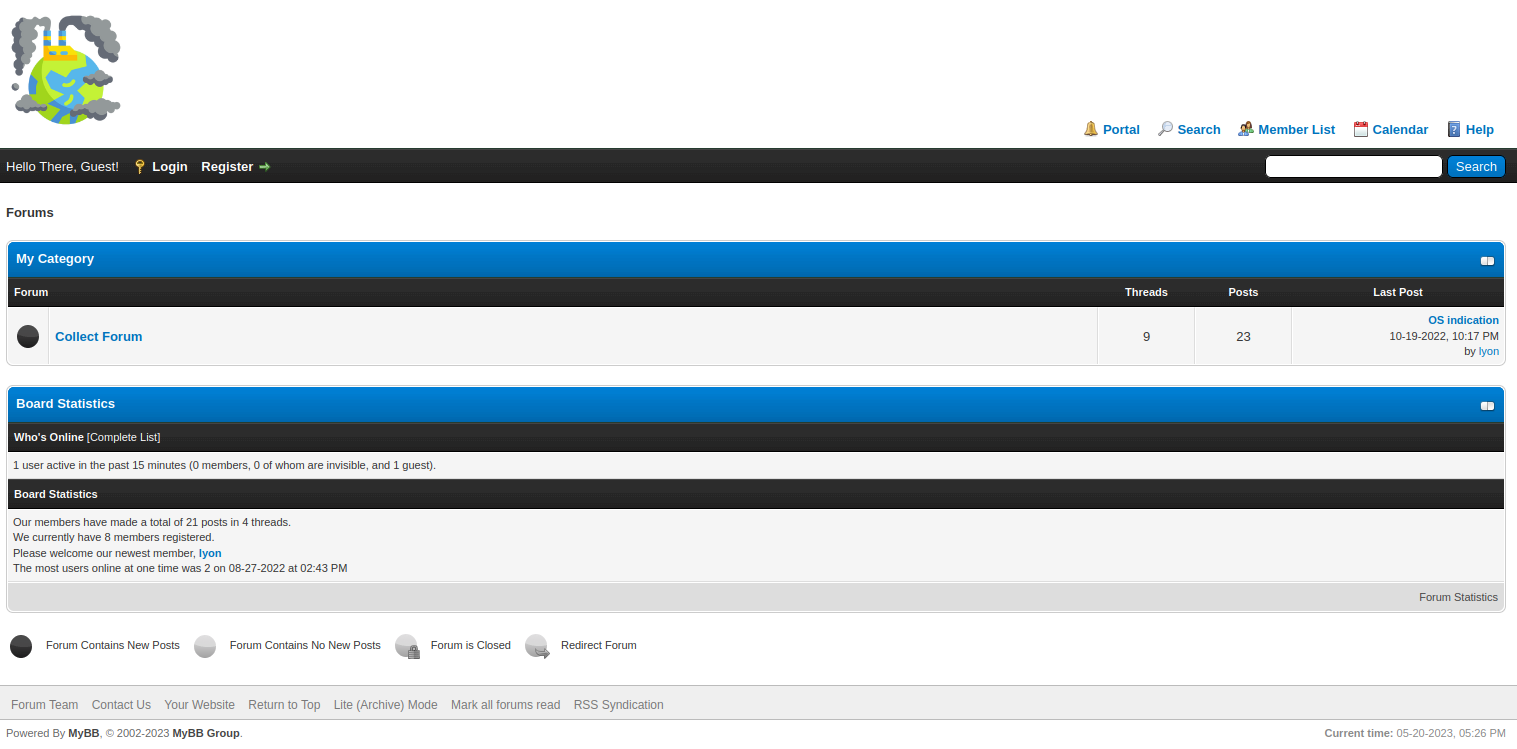 Portal Search Member List Calendar Help
Hello There, Guest! Login Register Search
Forums
My Category
Forum Threads Posts Last Post
Collect Forum 9 23 OS indication
10-19-2022, 10:17 PM
by lyon
Board Statistics
Who's Online [Complete List]
1 user active in the past 15 minutes (0 members, 0 of whom are invisible, and 1 guest).
Board Statistics
Our members have made a total of 21 posts in 4 threads.
We currently have 8 members registered.
Please welcome our newest member, lyon
The most users online at one time was 2 on 08-27-2022 at 02:43 PM
Forum Statistics
Forum Contains New Posts Forum Contains No New Posts Forum is Closed Redirect Forum
Forum Team Contact Us Your Website Return to Top Lite (Archive) Mode Mark all forums read RSS Syndication
Powered By MyBB, © 2002-2023 MyBB Group. Current time: 05-20-2023, 05:26 PM